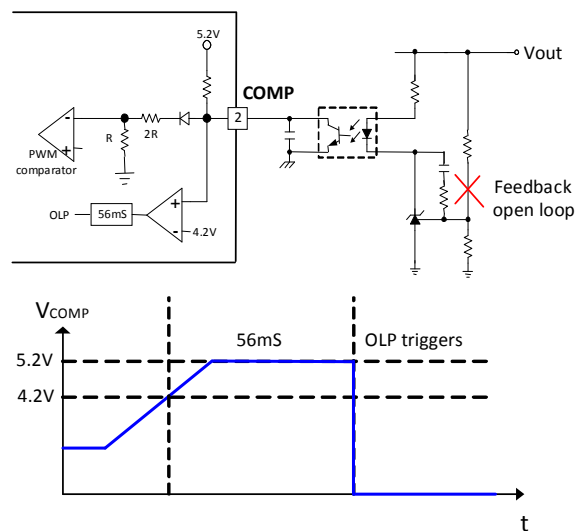 5.2V
COMP
2
Vout
2R
R
PWM
comparator
-
+
OLP
56mS
+
-
4.2V
Feedback
open loop
VCOMP
5.2V
4.2V
56mS
OLP triggers
t